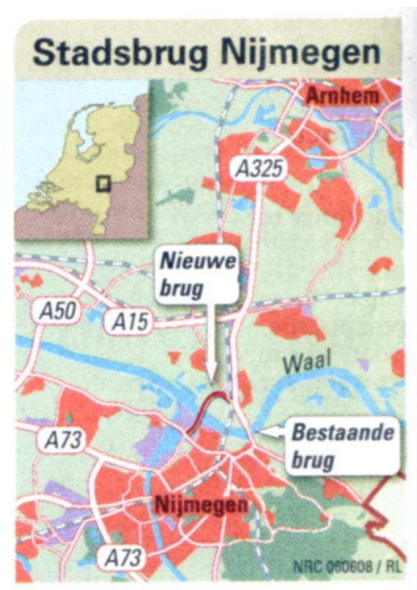 Stadsbrug Nijmegen
Arnhem
A325
Nieuwe
brug
A50
A15
Waal
A73
Bestaande
brug
Nijmegen
A73
NRC 060608 / RL